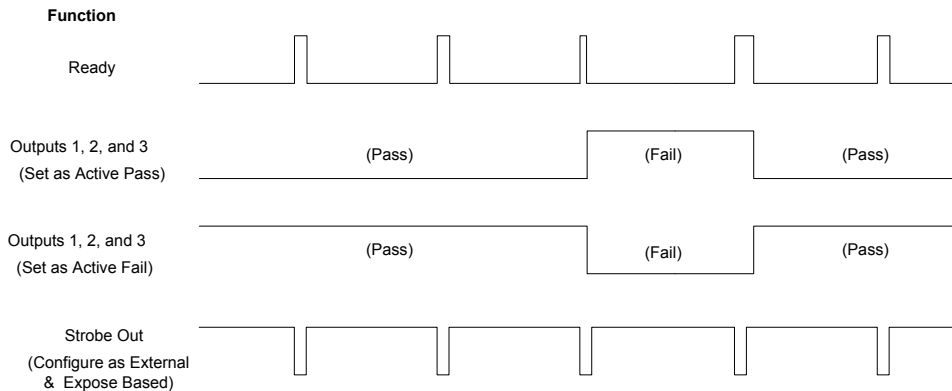 Function
Ready
Outputs 1, 2, and 3
(Set as Active Pass)
(Pass)
(Fail)
(Pass)
Outputs 1, 2, and 3
(Set as Active Fail)
(Pass)
(Fail)
(Pass)
Strobe Out
(Configure as External
& Expose Based)